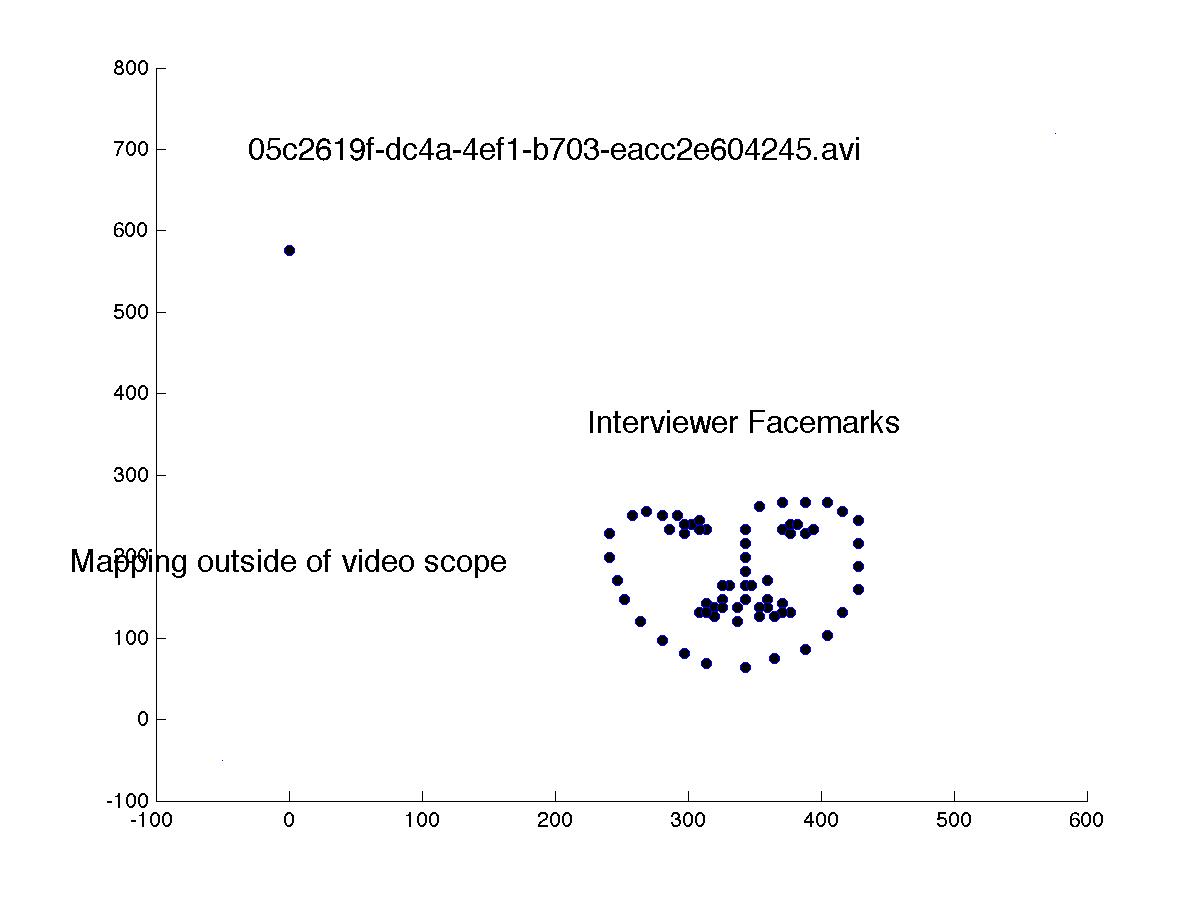 800
700
05c2619f-dc4a-4ef1-b703-eacc2e604245.avi
600
500
400
Interviewer Facemarks
300
200
Mapping outside of video scope
100
0
-100
-100 0 100 200 300 400 500 600